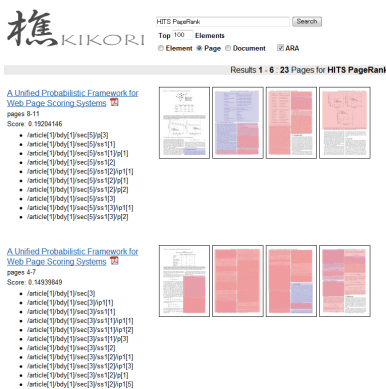 樵 KIKORI
HITS PageRank Search
Top 100 Elements
Element Page Document ARA
Results 1 - 6 : 23 Pages for HITS PageRank
A Unified Probabilistic Framework for
Web Page Scoring Systems
pages 8-11
Score: 0.19204146
/article[1]/bdy[1]/sec[5]/p[3]
/article[1]/bdy[1]/sec[5]/ss1[1]
/article[1]/bdy[1]/sec[5]/ss1[1]/p[1]
/article[1]/bdy[1]/sec[5]/ss1[2]
/article[1]/bdy[1]/sec[5]/ss1[2]/ip1[1]
/article[1]/bdy[1]/sec[5]/ss1[2]/p[1]
/article[1]/bdy[1]/sec[5]/ss1[2]/p[2]
/article[1]/bdy[1]/sec[5]/ss1[3]
/article[1]/bdy[1]/sec[5]/ss1[3]/ip1[1]
/article[1]/bdy[1]/sec[5]/ss1[3]/p[2]
A Unified Probabilistic Framework for
Web Page Scoring Systems
pages 4-7
Score: 0.14939849
/article[1]/bdy[1]/sec[3]
/article[1]/bdy[1]/sec[3]/ip1[1]
/article[1]/bdy[1]/sec[3]/ss1[1]
/article[1]/bdy[1]/sec[3]/ss1[1]/ip1[1]
/article[1]/bdy[1]/sec[3]/ss1[1]/ip1[2]
/article[1]/bdy[1]/sec[3]/ss1[1]/p[3]
/article[1]/bdy[1]/sec[3]/ss1[2]
/article[1]/bdy[1]/sec[3]/ss1[2]/ip1[1]
/article[1]/bdy[1]/sec[3]/ss1[2]/ip1[3]
/article[1]/bdy[1]/sec[3]/ss1[2]/p[1]
/article[1]/bdy[1]/sec[3]/ss1[2]/ip1[5]